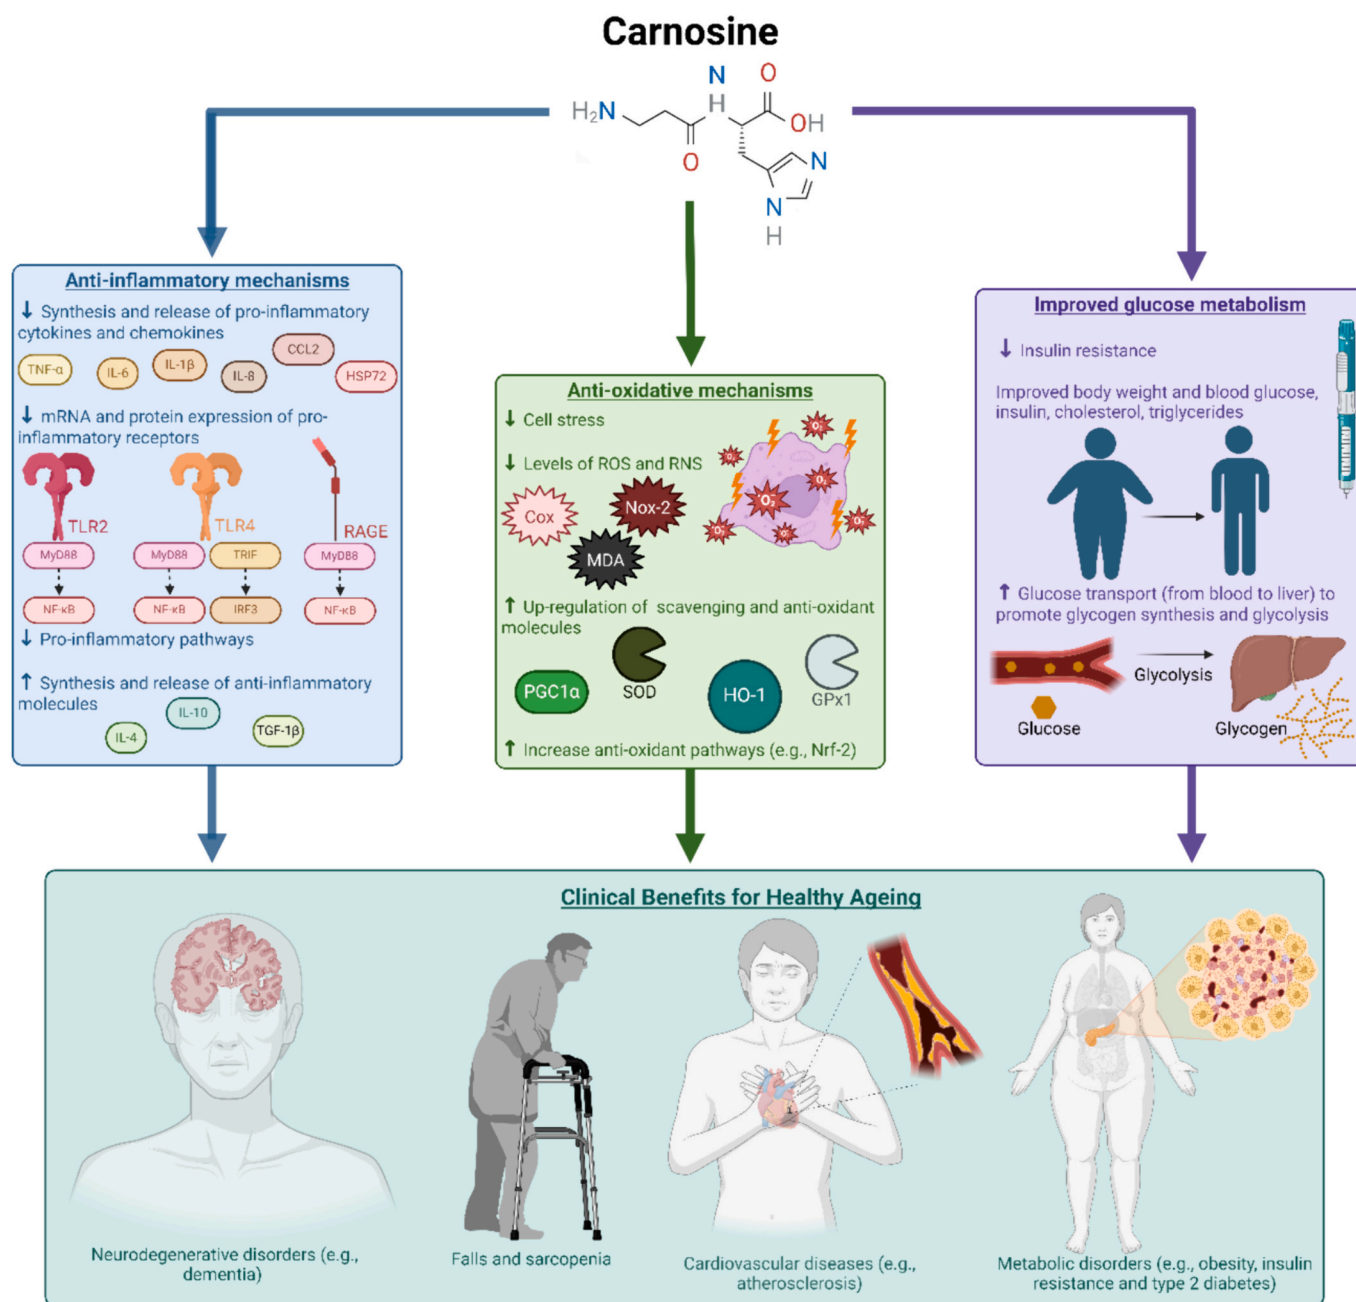 Carnosine
H₂N
O
N
H
O
OH
N
N
H
Anti-inflammatory mechanisms
↓ Synthesis and release of pro-inflammatory
cytokines and chemokines
TNF-α
IL-6
IL-1β
IL-8
CCL2
HSP72
↓ mRNA and protein expression of pro-
inflammatory receptors
TLR2
TLR4
RAGE
MyD88
MyD88
TRIF
MyD88
NF-κB
NF-κB
IRF3
NF-κB
↓ Pro-inflammatory pathways
↑ Synthesis and release of anti-inflammatory
molecules
IL-4
IL-10
TGF-1β
Anti-oxidative mechanisms
↓ Cell stress
↓ Levels of ROS and RNS
Cox
Nox-2
MDA
↑ Up-regulation of scavenging and anti-oxidant
molecules
PGC1α
SOD
HO-1
GPx1
↑ Increase anti-oxidant pathways (e.g., Nrf-2)
Improved glucose metabolism
↓ Insulin resistance
Improved body weight and blood glucose,
insulin, cholesterol, triglycerides
↑ Glucose transport (from blood to liver) to
promote glycogen synthesis and glycolysis
Glycolysis
Glucose
Glycogen
Clinical Benefits for Healthy Ageing
Neurodegenerative disorders (e.g.,
dementia)
Falls and sarcopenia
Cardiovascular diseases (e.g.,
atherosclerosis)
Metabolic disorders (e.g., obesity, insulin
resistance and type 2 diabetes)